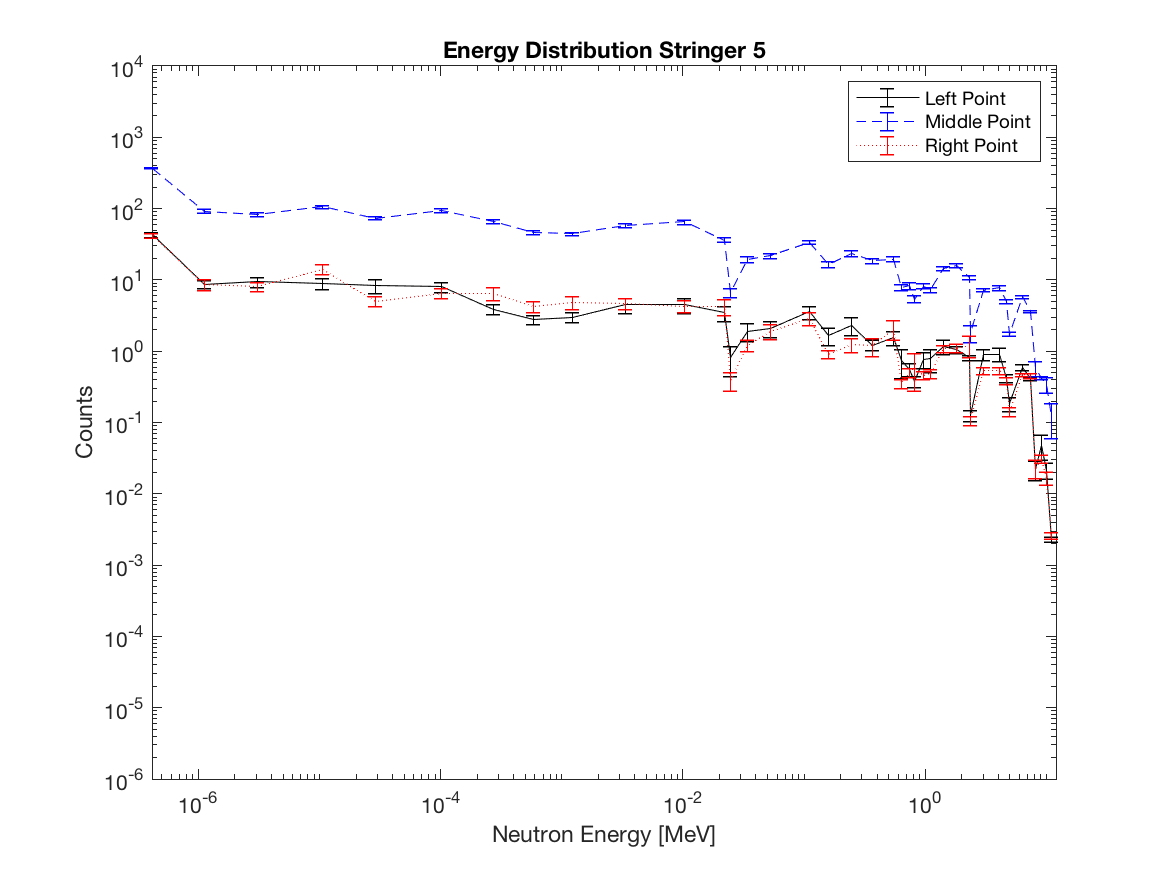 Energy Distribution Stringer 5
Left Point
Middle Point
Right Point
10^4
10^3
10^2
10^1
10^0
10^-1
10^-2
10^-3
10^-4
10^-5
10^-6
Counts
10^-6 10^-4 10^-2 10^0
Neutron Energy [MeV]